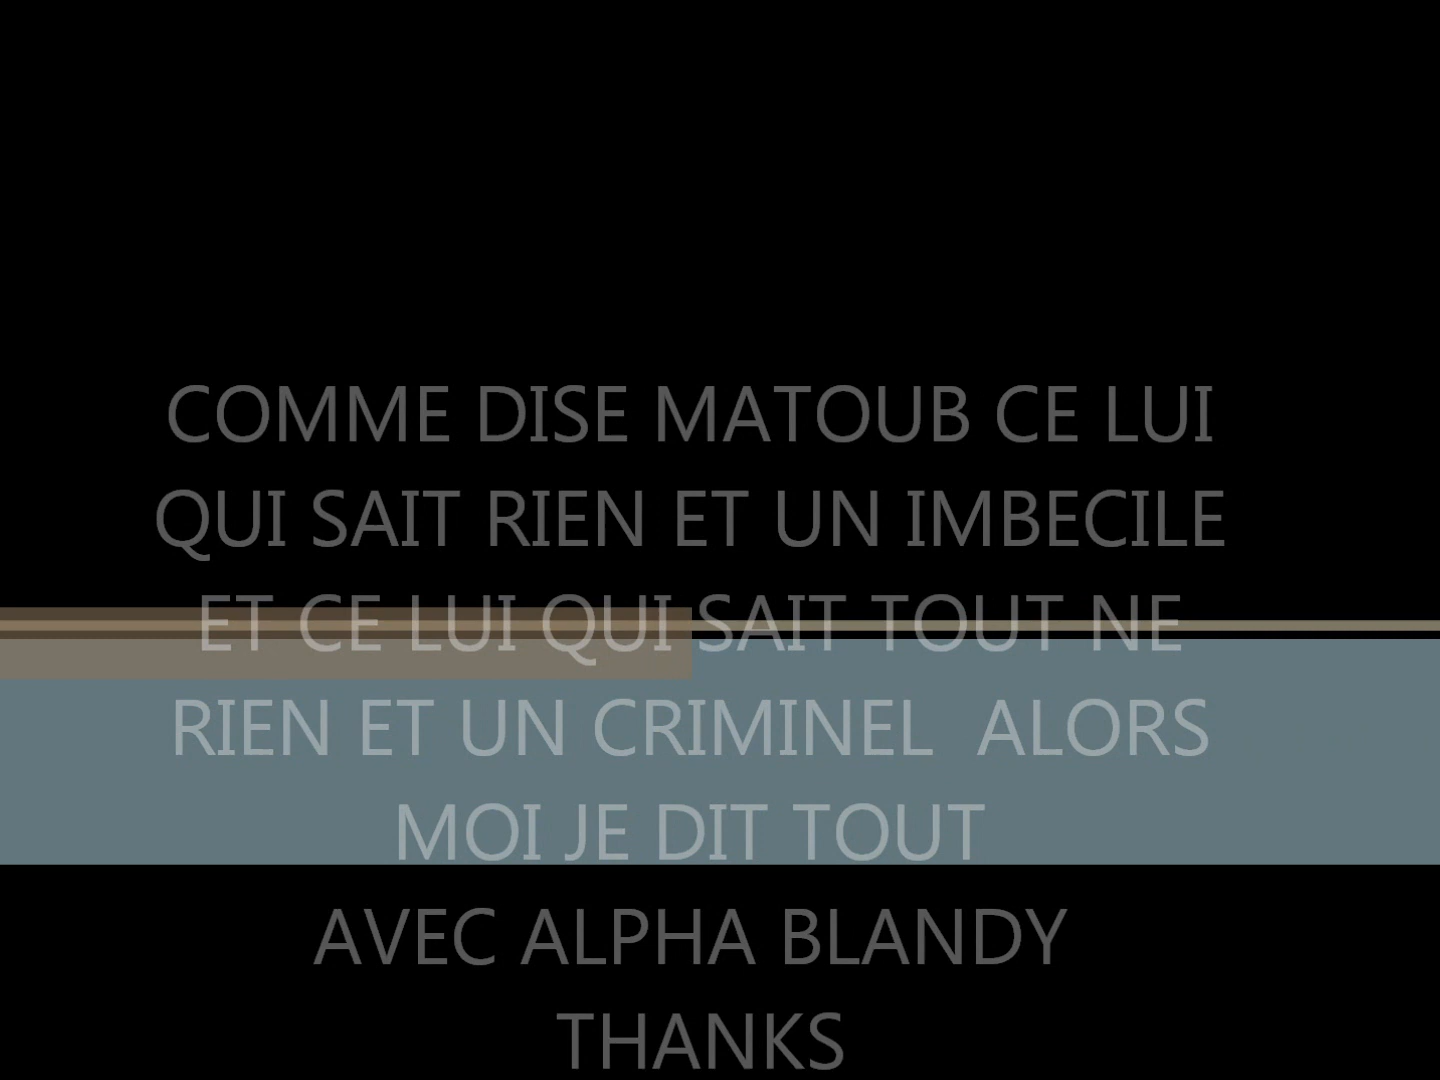 COMME DISE MATOUB CE LUI
QUI SAIT RIEN ET UN IMBECILE
ET CE LUI QUI SAIT TOUT NE
RIEN ET UN CRIMINEL  ALORS
MOI JE DIT TOUT
AVEC ALPHA BLANDY
THANKS